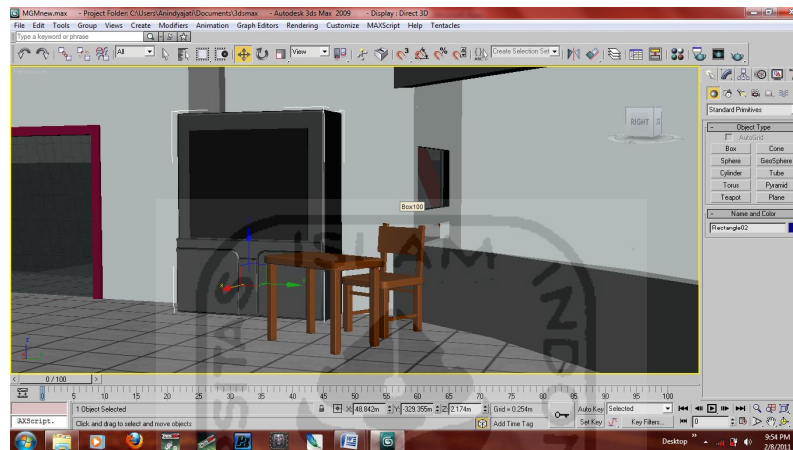 MGMnew.max - Project Folder: C:\Users\Anindyajati\Documents\3dsmax - Autodesk 3ds Max 2009 - Display : Direct 3D
File Edit Tools Group Views Create Modifiers Animation Graph Editors Rendering Customize MAXScript Help Tentacles
Type a keyword or phrase
All View Create Selection Set
RIGHT
Standard Primitives
- Object Type
AutoGrid
Box Cone
Sphere GeoSphere
Cylinder Tube
Torus Pyramid
Teapot Plane
- Name and Color
Rectangle02
Box100
ISLAM
SITAS
INDON
0 / 100
0 5 10 15 20 25 30 35 40 45 50 55 60 65 70 75 80 85 90 95 100
1 Object Selected X: 48.842m Y: -329.355m Z: 2.174m Grid = 0.254m Auto Key Selected
MAXScript. Click and drag to select and move objects Add Time Tag Set Key Key Filters... 0
Desktop 9:54 PM
2/8/2011